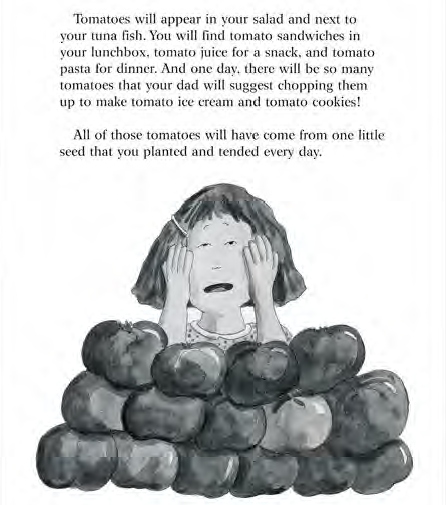 Tomatoes will appear in your salad and next to
your tuna fish. You will find tomato sandwiches in
your lunchbox, tomato juice for a snack, and tomato
pasta for dinner. And one day, there will be so many
tomatoes that your dad will suggest chopping them
up to make tomato ice cream and tomato cookies!
All of those tomatoes will have come from one little
seed that you planted and tended every day.